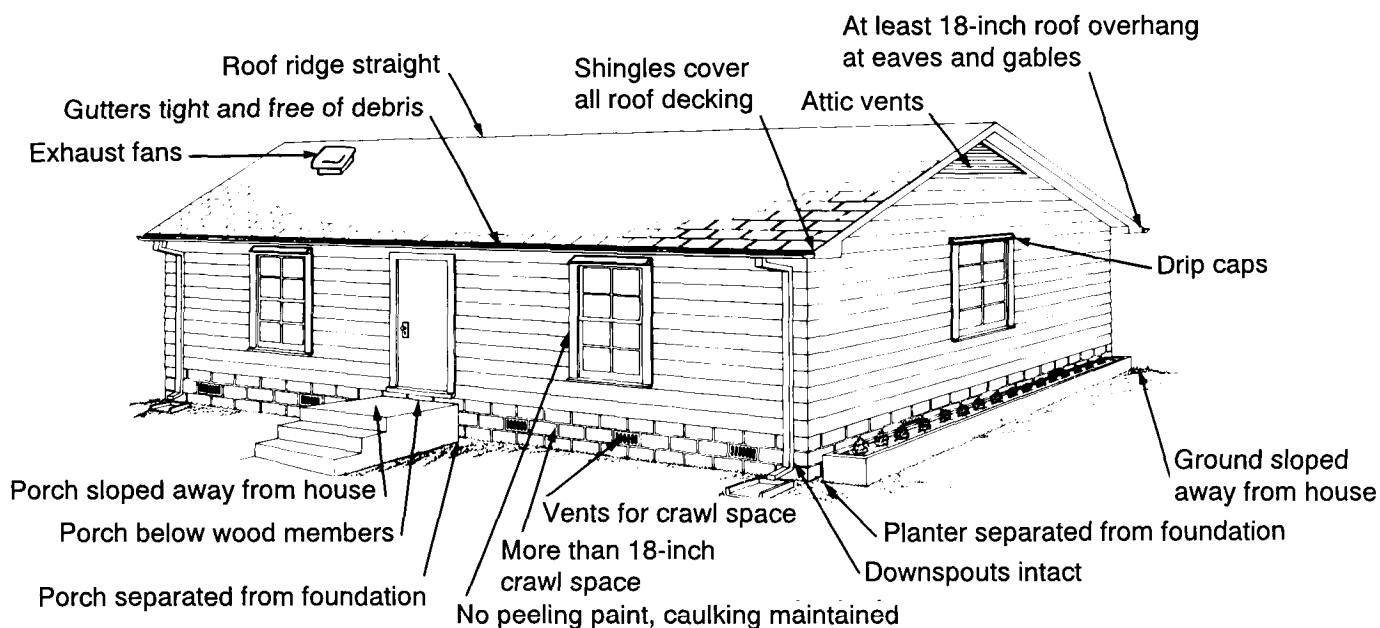 At least 18-inch roof overhang
at eaves and gables
Roof ridge straight
Shingles cover
all roof decking
Attic vents
Gutters tight and free of debris
Exhaust fans
Drip caps
Ground sloped
away from house
Porch sloped away from house
Vents for crawl space
Planter separated from foundation
Porch below wood members
More than 18-inch
crawl space
Downspouts intact
Porch separated from foundation
No peeling paint, caulking maintained